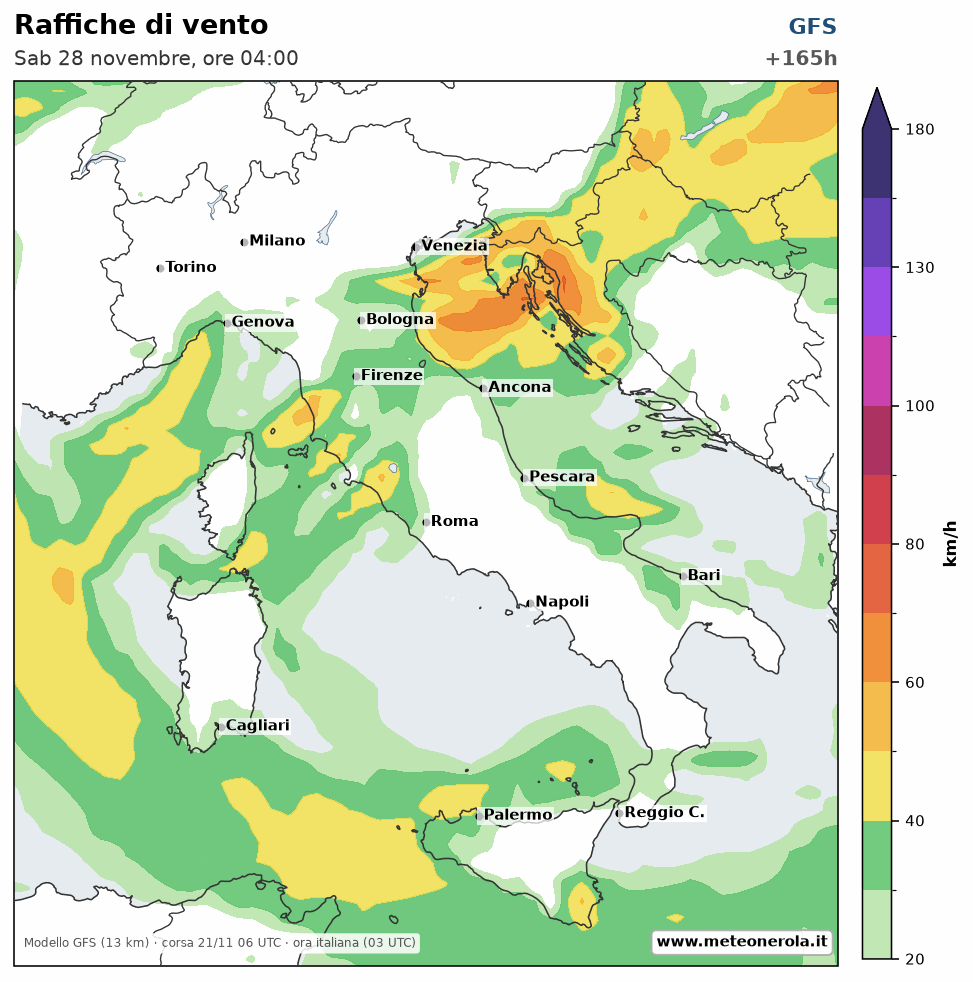 Raffiche di vento
GFS
Sab 28 novembre, ore 04:00
+165h
Milano
Venezia
Torino
Genova
Bologna
Firenze
Ancona
Pescara
Roma
Bari
Napoli
Cagliari
Palermo
Reggio C.
180
130
100
80
60
40
20
km/h
Modello GFS (13 km) · corsa 21/11 06 UTC · ora italiana (03 UTC)
www.meteonerola.it